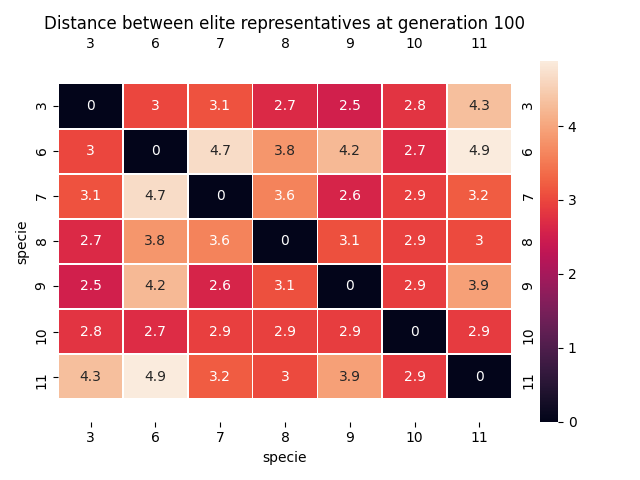 Distance between elite representatives at generation 100
3 6 7 8 9 10 11
3 0 3 3.1 2.7 2.5 2.8 4.3 3
6 3 0 4.7 3.8 4.2 2.7 4.9 6
7 3.1 4.7 0 3.6 2.6 2.9 3.2 7
8 2.7 3.8 3.6 0 3.1 2.9 3 8
9 2.5 4.2 2.6 3.1 0 2.9 3.9 9
10 2.8 2.7 2.9 2.9 2.9 0 2.9 10
11 4.3 4.9 3.2 3 3.9 2.9 0 11
3 6 7 8 9 10 11
specie
specie
4
3
2
1
0